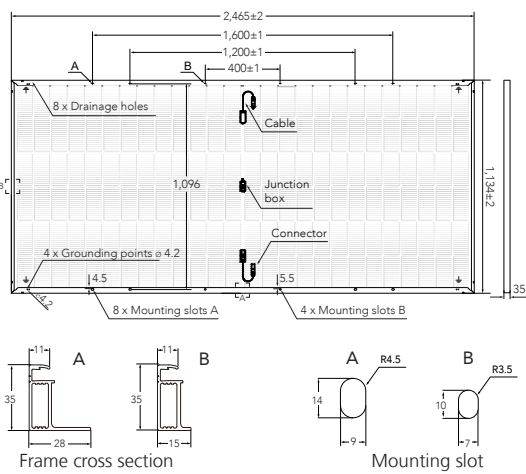 2,465±2
1,600±1
1,200±1
400±1
A
B
8 x Drainage holes
Cable
1,096
Junction
box
1,134±2
B
Connector
4 x Grounding points ø 4.2
4.5
5.5
ø4.2
A
35
8 x Mounting slots A
4 x Mounting slots B
11
A
35
28
11
B
35
15
A
R4.5
14
9
B
R3.5
10
7
Frame cross section
Mounting slot